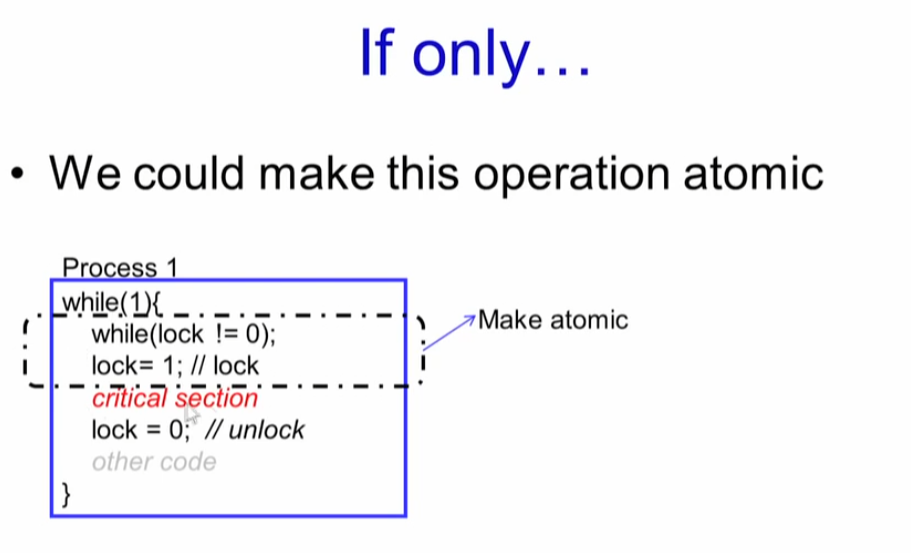 If only...
• We could make this operation atomic
Process 1
while(1){
while(lock != 0);
Make atomic
lock= 1; // lock
critical section
lock = 0; // unlock
other code
}